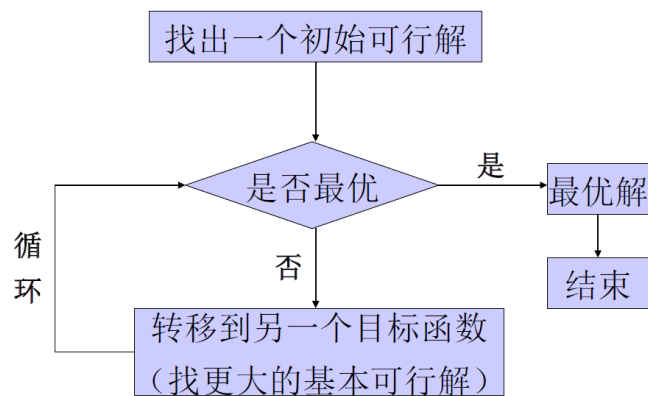 找出一个初始可行解
是否最优
是
最优解
循
环
否
结束
转移到另一个目标函数
（找更大的基本可行解）